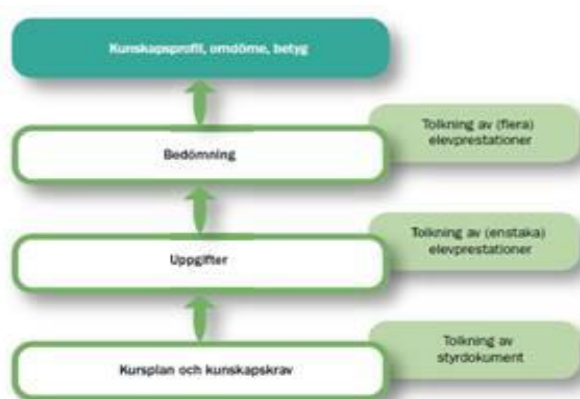 Kunskapsprofil, omdöme, betyg
Tolkning av (flera)
elevprestationer
Bedömning
Tolkning av (enstaka)
elevprestationer
Uppgifter
Tolkning av
styrdokument
Kursplan och kunskapskrav